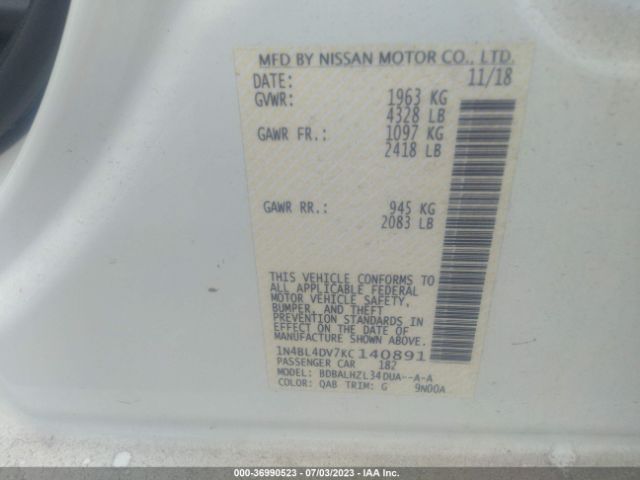 MFD BY NISSAN MOTOR CO., LTD.
DATE: 11/18
GVWR: 1963 KG
4328 LB
GAWR FR.: 1097 KG
2418 LB
GAWR RR.: 945 KG
2083 LB
THIS VEHICLE CONFORMS TO
ALL APPLICABLE FEDERAL
MOTOR VEHICLE SAFETY,
BUMPER, AND THEFT
PREVENTION STANDARDS IN
EFFECT ON THE DATE OF
MANUFACTURE SHOWN ABOVE.
1N4BL4DV7KC140891
PASSENGER CAR 182
MODEL: BDBALHZL34DUA--A-A
COLOR: QAB TRIM: G 9N00A
000-36990523 - 07/03/2023 - IAA Inc.